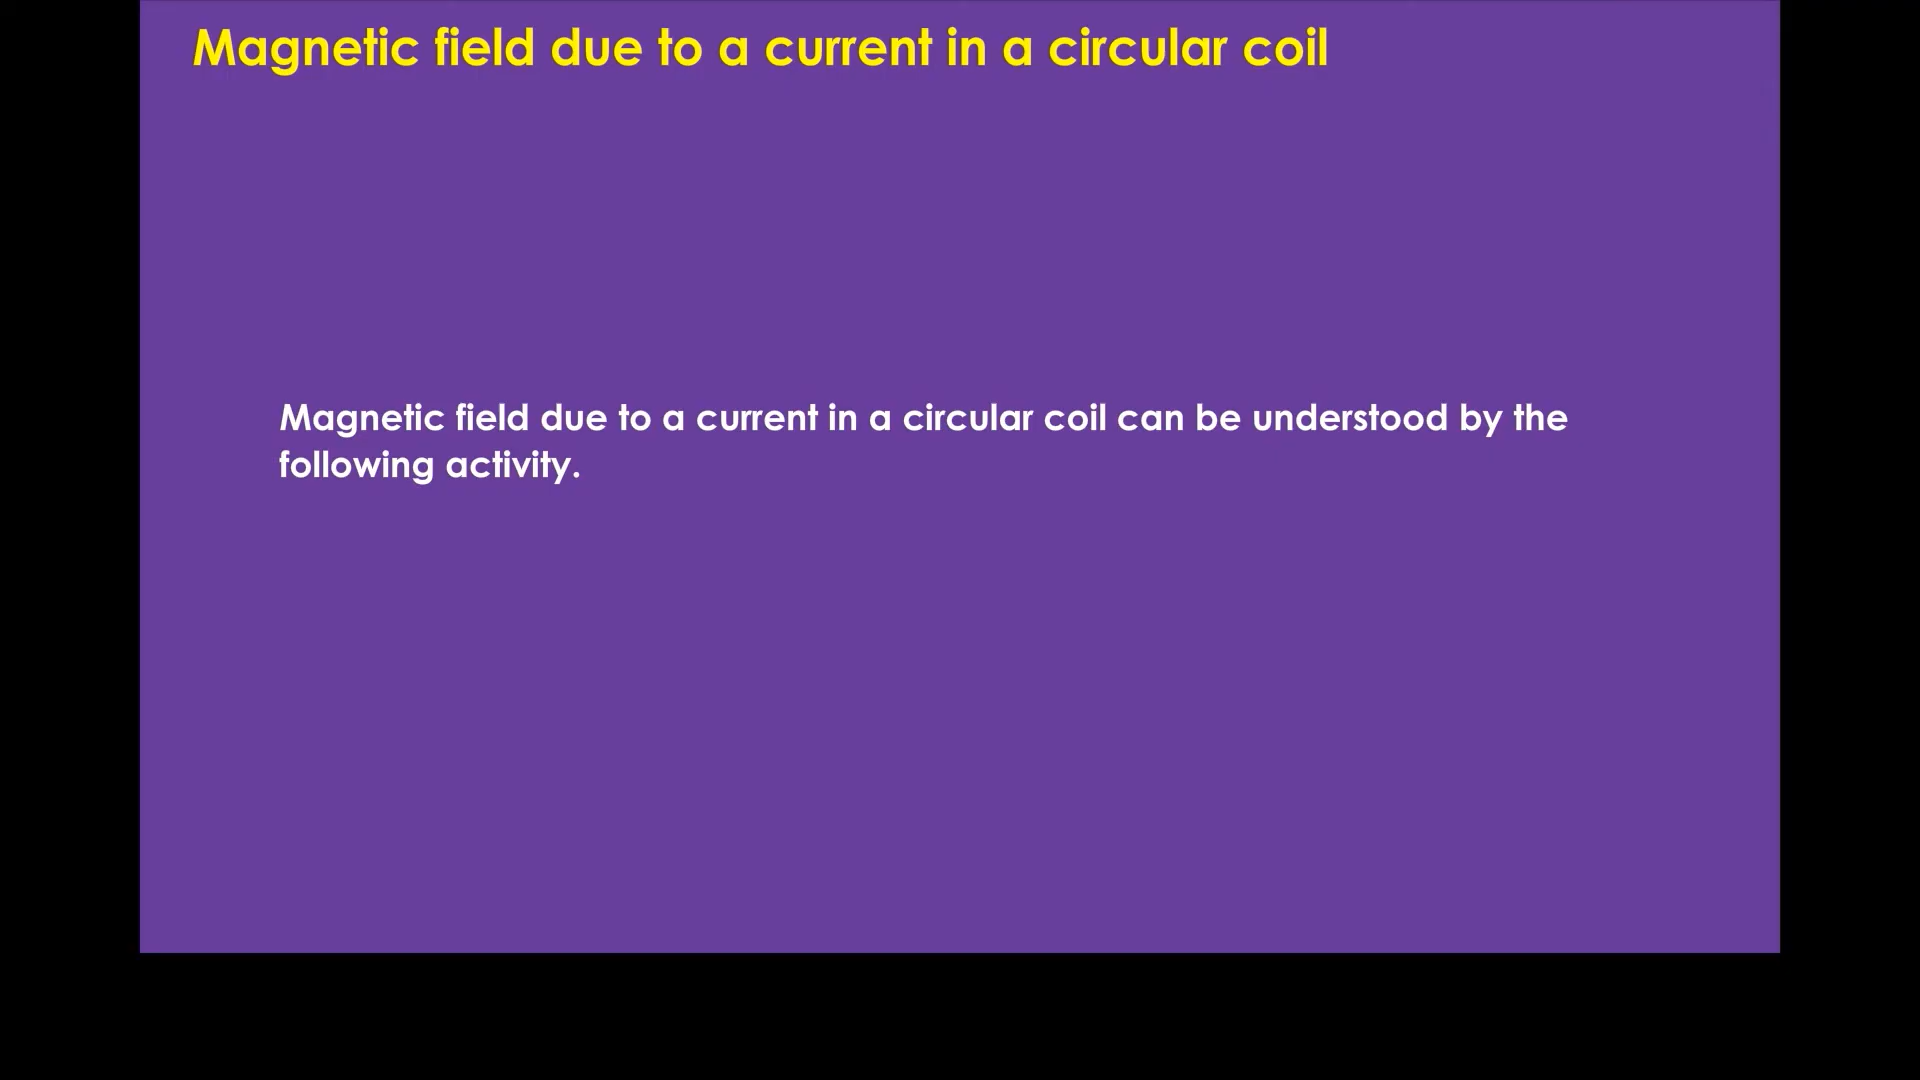 Magnetic field due to a current in a circular coil
Magnetic field due to a current in a circular coil can be understood by the
following activity.